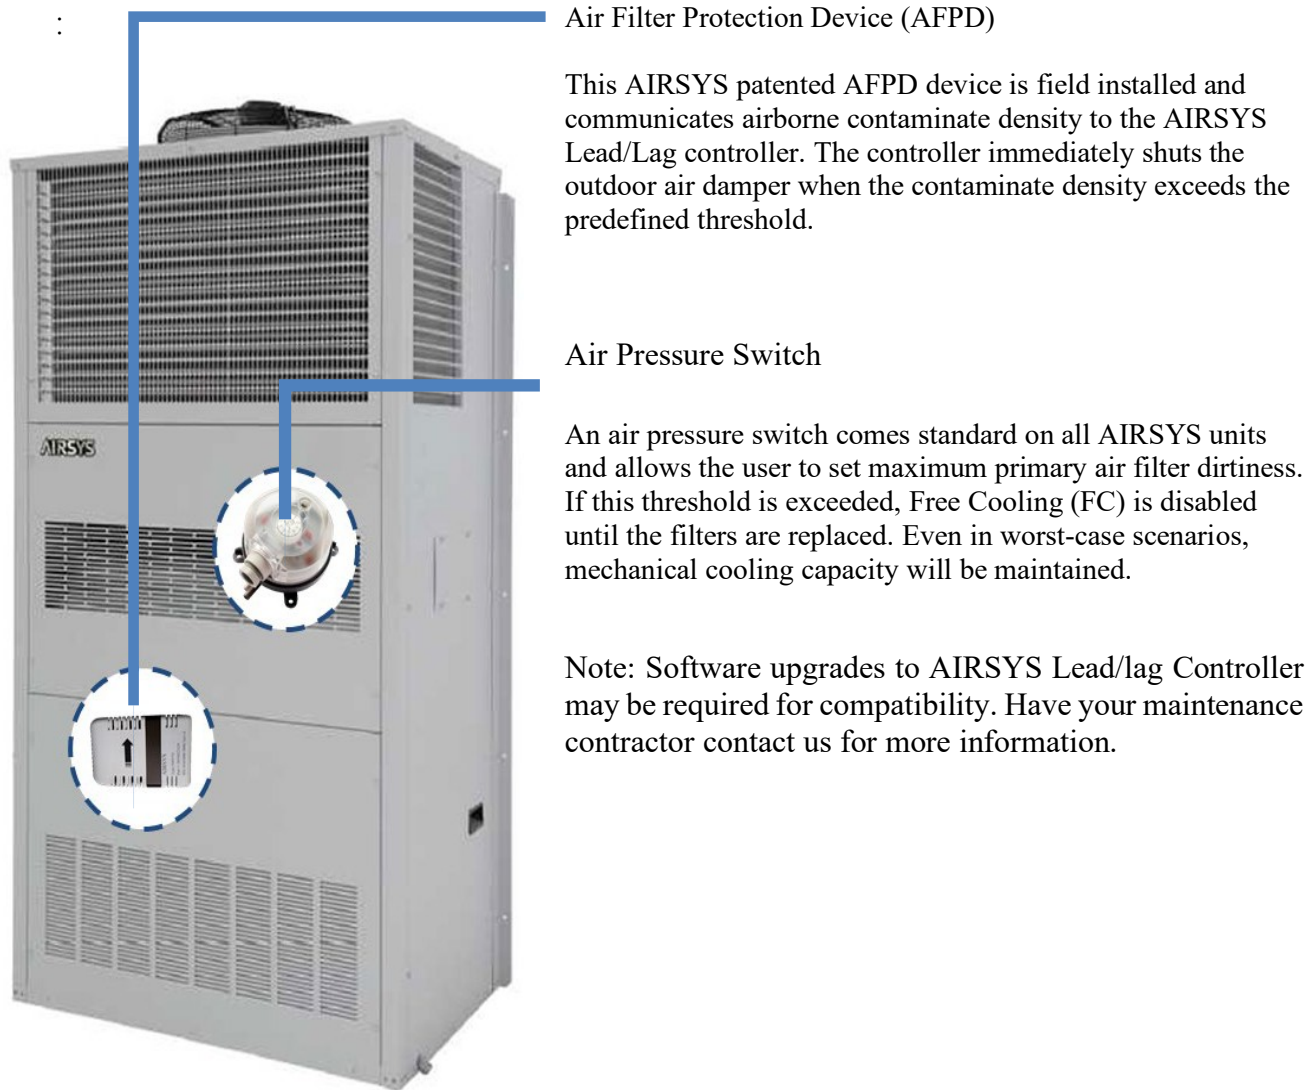 :
Air Filter Protection Device (AFPD)
This AIRSYS patented AFPD device is field installed and
communicates airborne contaminate density to the AIRSYS
Lead/Lag controller. The controller immediately shuts the
outdoor air damper when the contaminate density exceeds the
predefined threshold.
Air Pressure Switch
An air pressure switch comes standard on all AIRSYS units
and allows the user to set maximum primary air filter dirtiness.
If this threshold is exceeded, Free Cooling (FC) is disabled
until the filters are replaced. Even in worst-case scenarios,
mechanical cooling capacity will be maintained.
AIRSYS
Note: Software upgrades to AIRSYS Lead/lag Controller
may be required for compatibility. Have your maintenance
contractor contact us for more information.